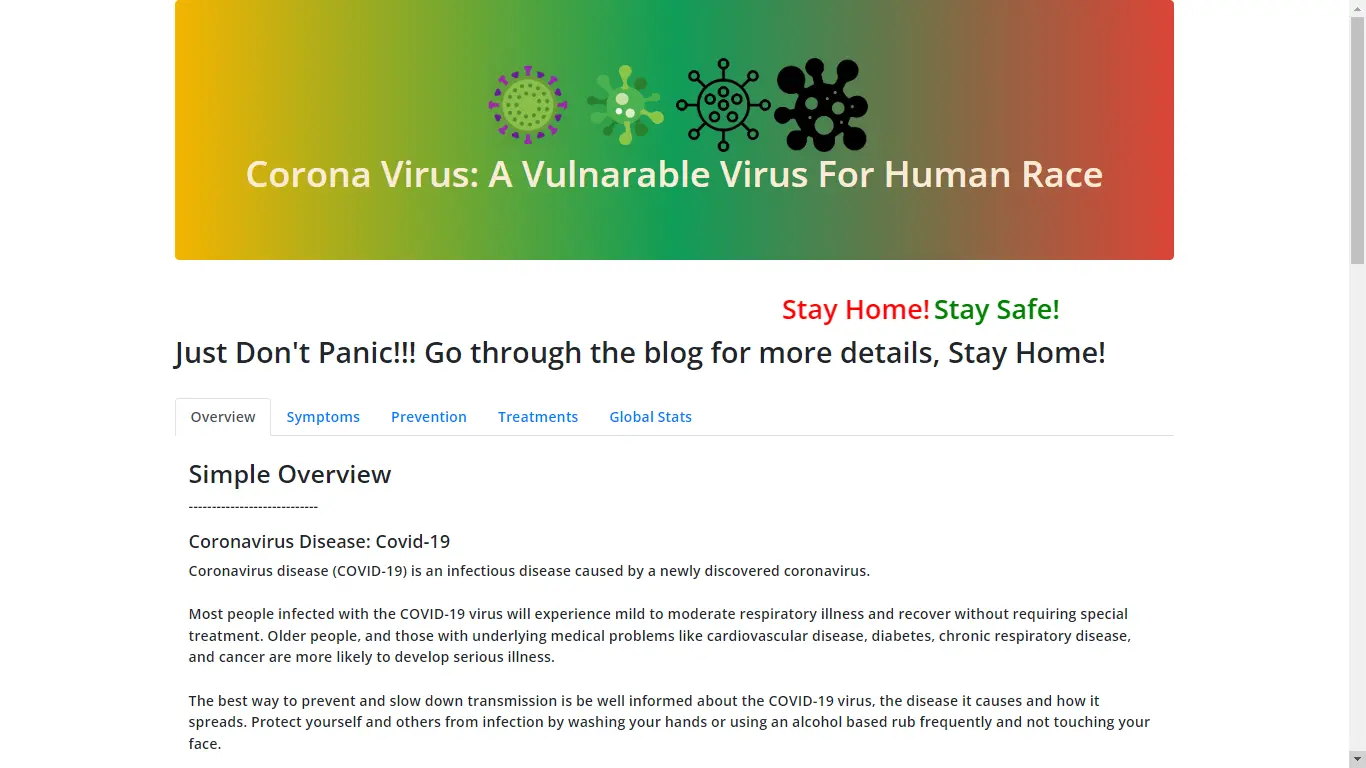 Corona Virus: A Vulnarable Virus For Human Race
Stay Home! Stay Safe!
Just Don't Panic!!! Go through the blog for more details, Stay Home!
Overview Symptoms Prevention Treatments Global Stats
Simple Overview
----------------------------
Coronavirus Disease: Covid-19
Coronavirus disease (COVID-19) is an infectious disease caused by a newly discovered coronavirus.
Most people infected with the COVID-19 virus will experience mild to moderate respiratory illness and recover without requiring special
treatment. Older people, and those with underlying medical problems like cardiovascular disease, diabetes, chronic respiratory disease,
and cancer are more likely to develop serious illness.
The best way to prevent and slow down transmission is be well informed about the COVID-19 virus, the disease it causes and how it
spreads. Protect yourself and others from infection by washing your hands or using an alcohol based rub frequently and not touching your
face.